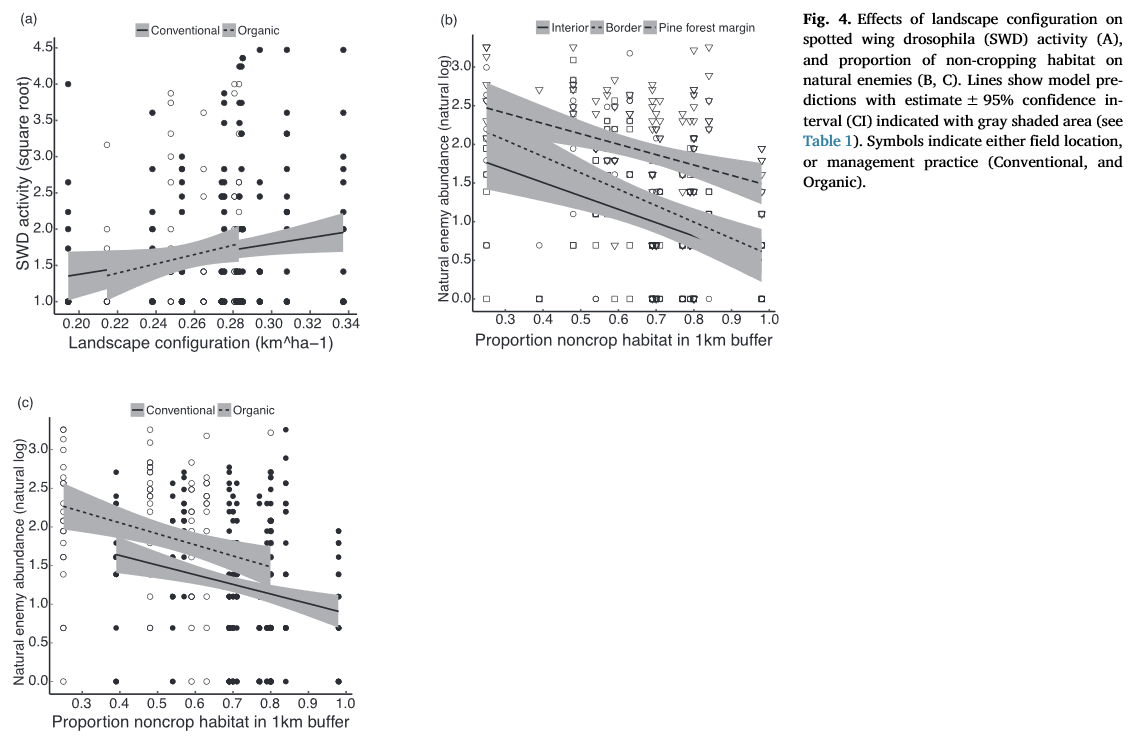 (a)
Conventional Organic
SWD activity (square root)
4.5
4.0
3.5
3.0
2.5
2.0
1.5
1.0
0.20 0.22 0.24 0.26 0.28 0.30 0.32 0.34
Landscape configuration (km^ha−1)
(b)
Interior Border Pine forest margin
Natural enemy abundance (natural log)
3.0
2.5
2.0
1.5
1.0
0.5
0.0
0.3 0.4 0.5 0.6 0.7 0.8 0.9 1.0
Proportion noncrop habitat in 1km buffer
Fig. 4. Effects of landscape configuration on
spotted wing drosophila (SWD) activity (A),
and proportion of non-cropping habitat on
natural enemies (B, C). Lines show model pre-
dictions with estimate ± 95% confidence in-
terval (CI) indicated with gray shaded area (see
Table 1). Symbols indicate either field location,
or management practice (Conventional, and
Organic).
(c)
Conventional Organic
Natural enemy abundance (natural log)
3.0
2.5
2.0
1.5
1.0
0.5
0.0
0.3 0.4 0.5 0.6 0.7 0.8 0.9 1.0
Proportion noncrop habitat in 1km buffer